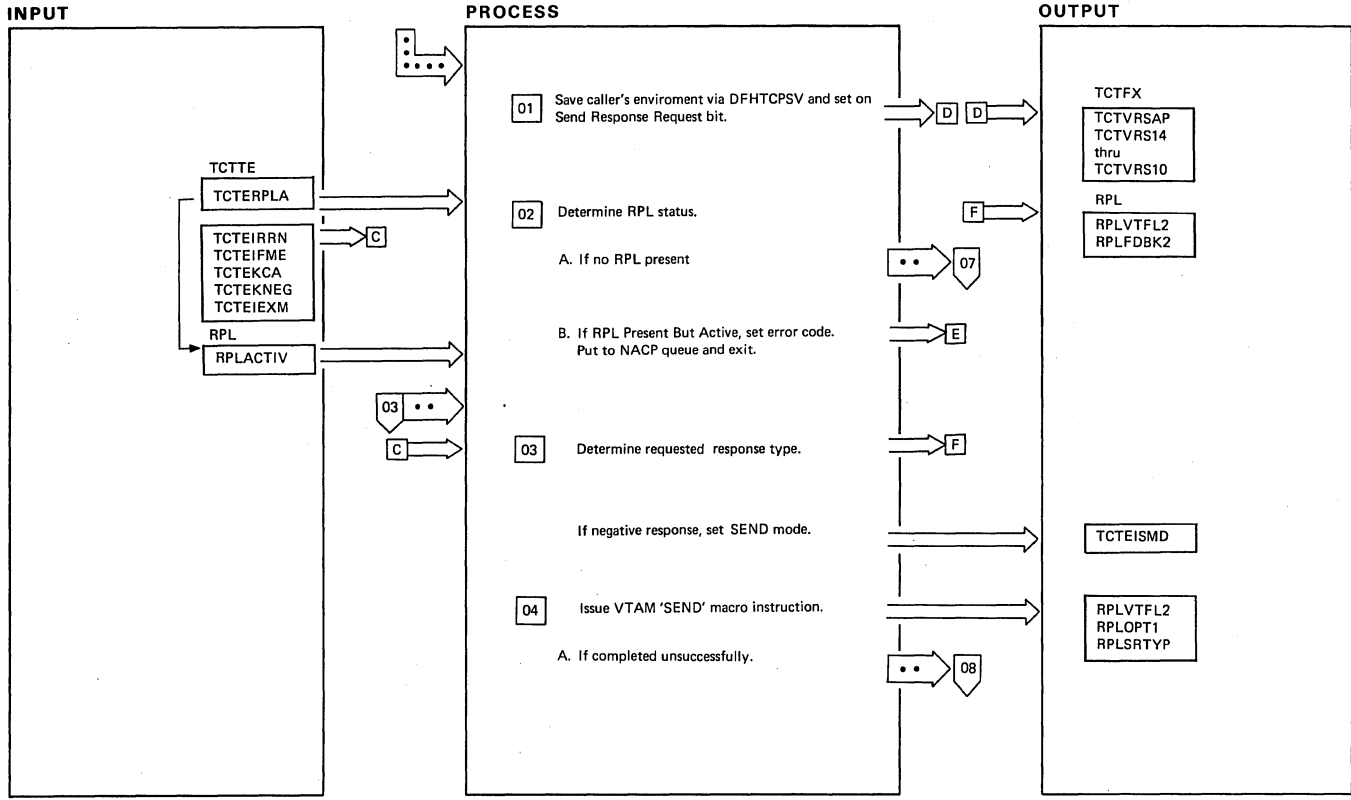 INPUT
PROCESS
OUTPUT
01
Save caller's enviroment via DFHTCPSV and set on
Send Response Request bit.
D
D
TCTFX
TCTVRSAP
TCTVRS14
thru
TCTVRS10
TCTTE
TCTERPLA
02
Determine RPL status.
F
RPL
RPLVTFL2
RPLFDBK2
TCTEIRRN
TCTEIFME
TCTEKCA
TCTEKNEG
TCTEIEXM
C
A. If no RPL present
07
RPL
RPLACTIV
B. If RPL Present But Active, set error code.
Put to NACP queue and exit.
E
03
C
03
Determine requested response type.
F
If negative response, set SEND mode.
TCTEISMD
04
Issue VTAM 'SEND' macro instruction.
RPLVTFL2
RPLOPT1
RPLSRTYP
A. If completed unsuccessfully.
08